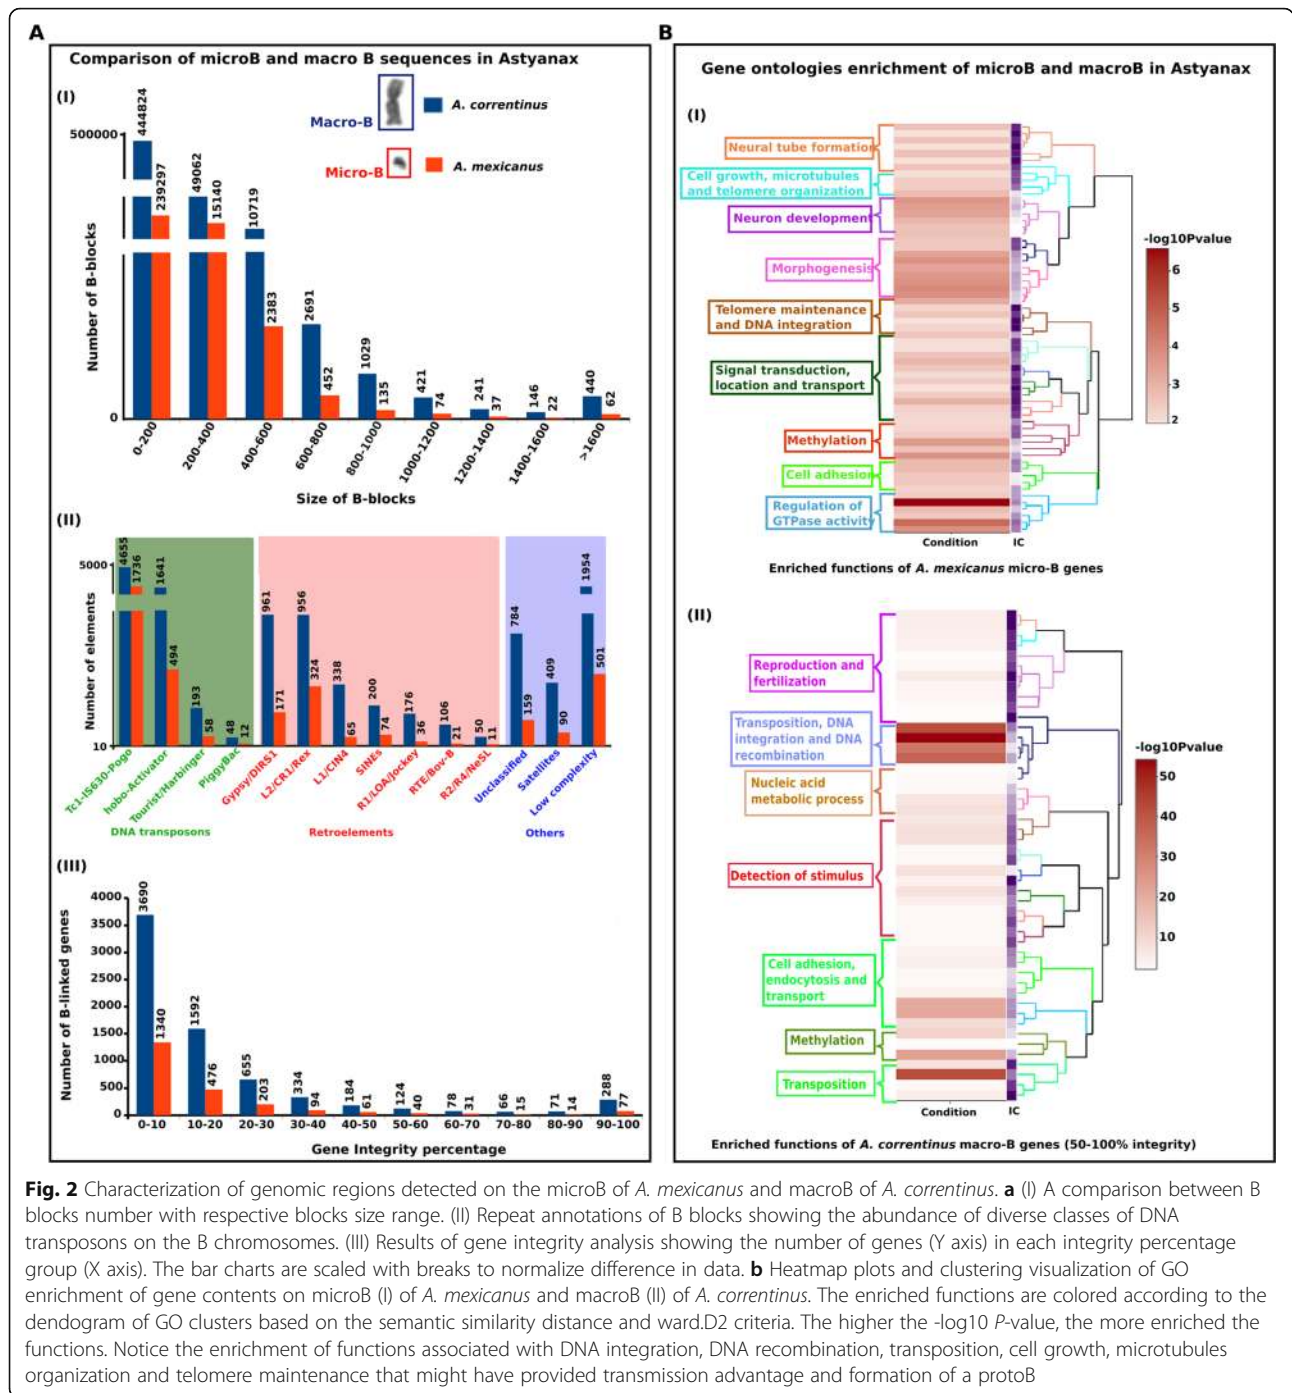 A
Comparison of microB and macro B sequences in Astyanax
(I)
Macro-B
A. correntinus
Micro-B
A. mexicanus
Number of B-blocks
500000
0
444824
239297
49062
15140
10719
2383
2691
452
1029
135
421
74
241
37
146
22
440
62
0-200
200-400
400-600
600-800
800-1000
1000-1200
1200-1400
1400-1600
>1600
Size of B-blocks
(II)
Number of elements
5000
10
4655
1736
1641
494
193
58
48
12
961
171
956
324
338
65
200
74
176
36
106
21
50
11
784
159
409
90
1954
501
Tc1-IS630-Pogo
hobo-Activator
Tourist/Harbinger
PiggyBac
Gypsy/DIRS1
L2/CR1/Rex
L1/CIN4
SINEs
R1/LOA/Jockey
RTE/Bov-B
R2/R4/NeSL
Unclassified
Satellites
Low complexity
DNA transposons
Retroelements
Others
(III)
Number of B-linked genes
4000
3500
3000
2500
2000
1500
1000
500
0
3690
1340
1592
476
655
203
334
94
184
61
124
40
78
31
66
15
71
14
288
77
0-10
10-20
20-30
30-40
40-50
50-60
60-70
70-80
80-90
90-100
Gene Integrity percentage
B
Gene ontologies enrichment of microB and macroB in Astyanax
(I)
Neural tube formation
Cell growth, microtubules
and telomere organization
Neuron development
Morphogenesis
Telomere maintenance
and DNA integration
Signal transduction,
location and transport
Methylation
Cell adhesion
Regulation of
GTPase activity
-log10Pvalue
6
5
4
3
2
Condition
IC
Enriched functions of A. mexicanus micro-B genes
(II)
Reproduction and
fertilization
Transposition, DNA
integration and DNA
recombination
Nucleic acid
metabolic process
Detection of stimulus
Cell adhesion,
endocytosis and
transport
Methylation
Transposition
-log10Pvalue
50
40
30
20
10
Condition
IC
Enriched functions of A. correntinus macro-B genes (50-100% integrity)
Fig. 2 Characterization of genomic regions detected on the microB of A. mexicanus and macroB of A. correntinus. a (I) A comparison between B
blocks number with respective blocks size range. (II) Repeat annotations of B blocks showing the abundance of diverse classes of DNA
transposons on the B chromosomes. (III) Results of gene integrity analysis showing the number of genes (Y axis) in each integrity percentage
group (X axis). The bar charts are scaled with breaks to normalize difference in data. b Heatmap plots and clustering visualization of GO
enrichment of gene contents on microB (I) of A. mexicanus and macroB (II) of A. correntinus. The enriched functions are colored according to the
dendogram of GO clusters based on the semantic similarity distance and ward.D2 criteria. The higher the -log10 P-value, the more enriched the
functions. Notice the enrichment of functions associated with DNA integration, DNA recombination, transposition, cell growth, microtubules
organization and telomere maintenance that might have provided transmission advantage and formation of a protoB